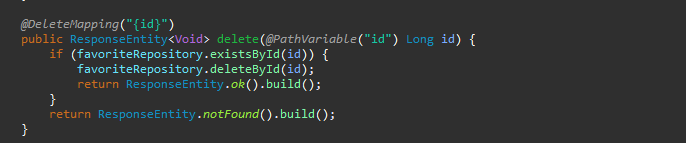 @DeleteMapping("{id}")
public ResponseEntity<Void> delete(@PathVariable("id") Long id) {
    if (favoriteRepository.existsById(id)) {
        favoriteRepository.deleteById(id);
        return ResponseEntity.ok().build();
    }
    return ResponseEntity.notFound().build();
}